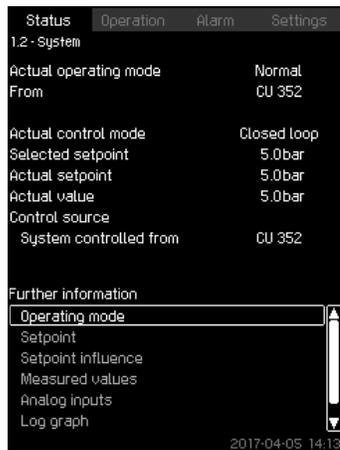 Status Operation Alarm Settings
1.2 - System
Actual operating mode Normal
From CU 352
Actual control mode Closed loop
Selected setpoint 5.0bar
Actual setpoint 5.0bar
Actual value 5.0bar
Control source
System controlled from CU 352
Further information
Operating mode
Setpoint
Setpoint influence
Measured values
Analog inputs
Log graph
2017-04-05 14:13